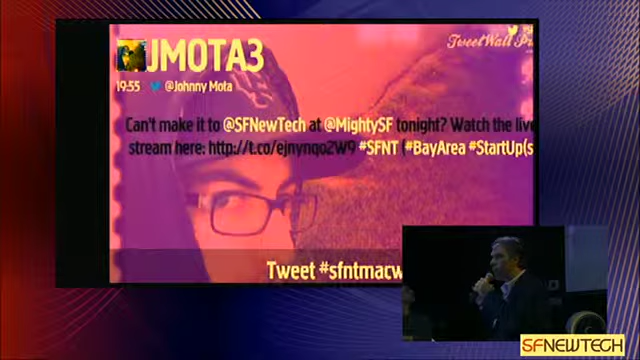 JMOTA3
TweetWall Pr
19:55 @Johnny Mota
Can't make it to @SFNewTech at @MightySF tonight? Watch the live
stream here: http://t.co/ejnynqo2W9 #SFNT (#BayArea #StartUp(s
Tweet #sfntmacw
SFNEWTECH